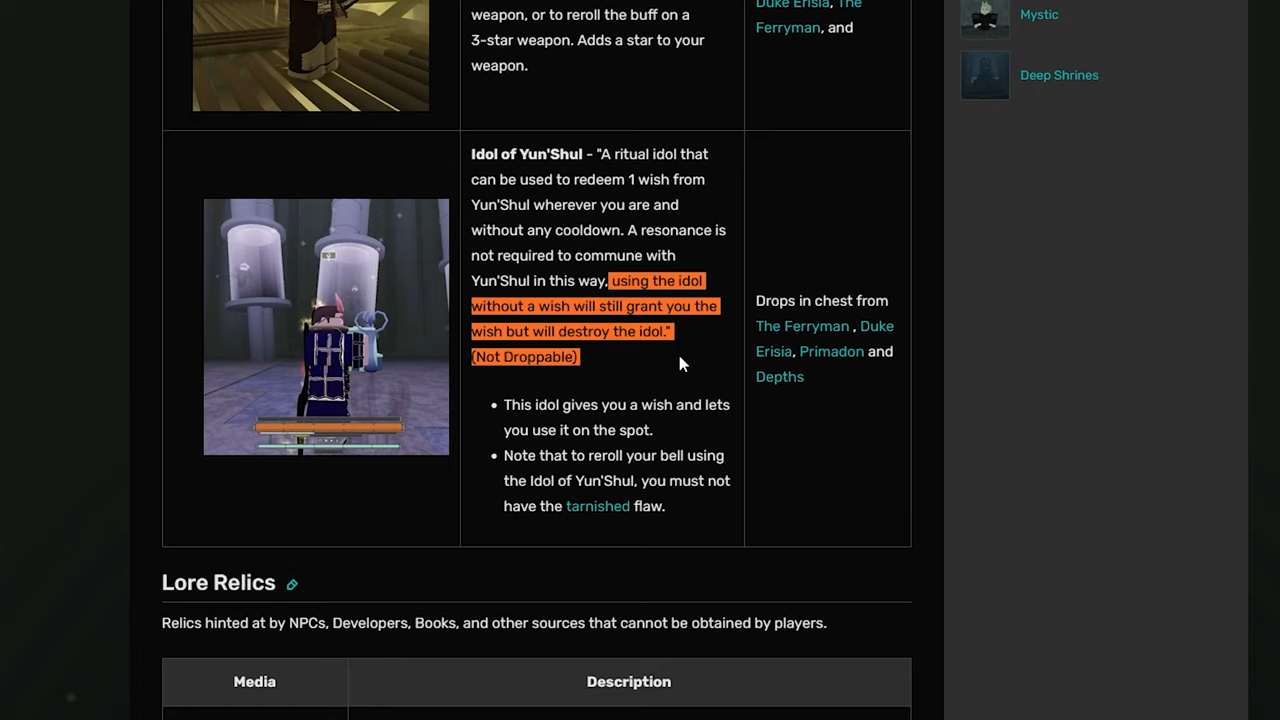 weapon, or to reroll the buff on a
3-star weapon. Adds a star to your
weapon.
Duke Erisia, The
Ferryman, and
Mystic
Deep Shrines
Idol of Yun'Shul - "A ritual idol that
can be used to redeem 1 wish from
Yun'Shul wherever you are and
without any cooldown. A resonance is
not required to commune with
Yun'Shul in this way, using the idol
without a wish will still grant you the
wish but will destroy the idol."
(Not Droppable)
• This idol gives you a wish and lets
you use it on the spot.
• Note that to reroll your bell using
the Idol of Yun'Shul, you must not
have the tarnished flaw.
Drops in chest from
The Ferryman , Duke
Erisia, Primadon and
Depths
Lore Relics
Relics hinted at by NPCs, Developers, Books, and other sources that cannot be obtained by players.
Media
Description